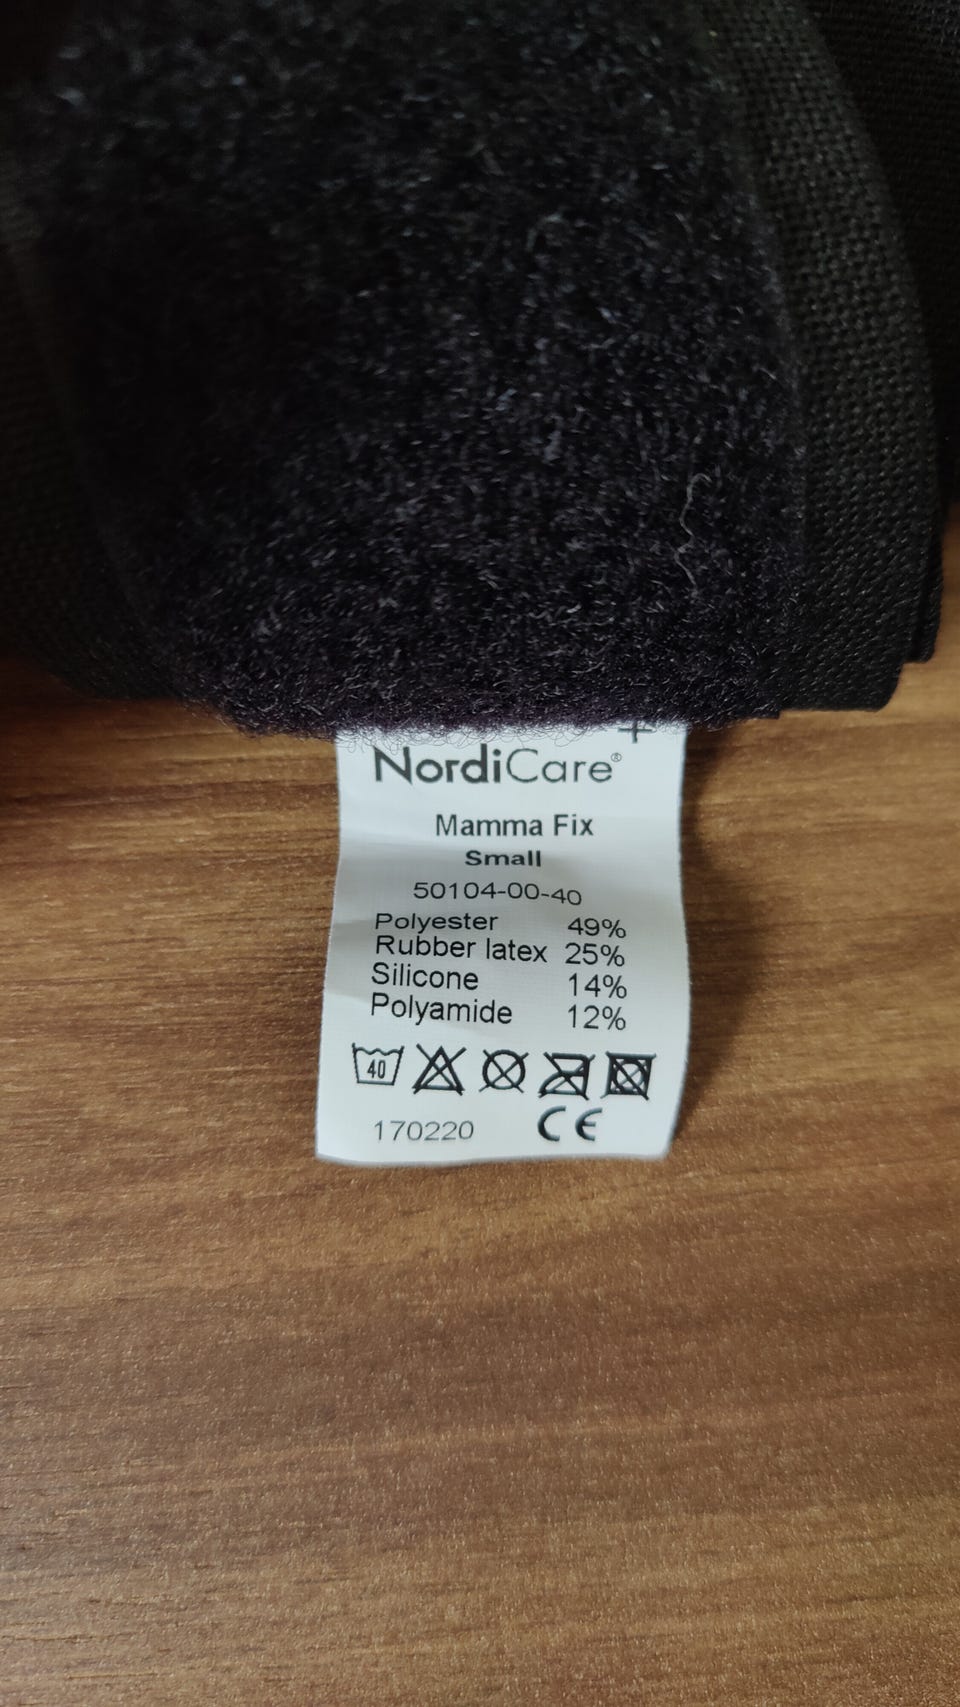 NordiCare®
Mamma Fix
Small
50104-00-40
Polyester 49%
Rubber latex 25%
Silicone 14%
Polyamide 12%
40
170220 CE